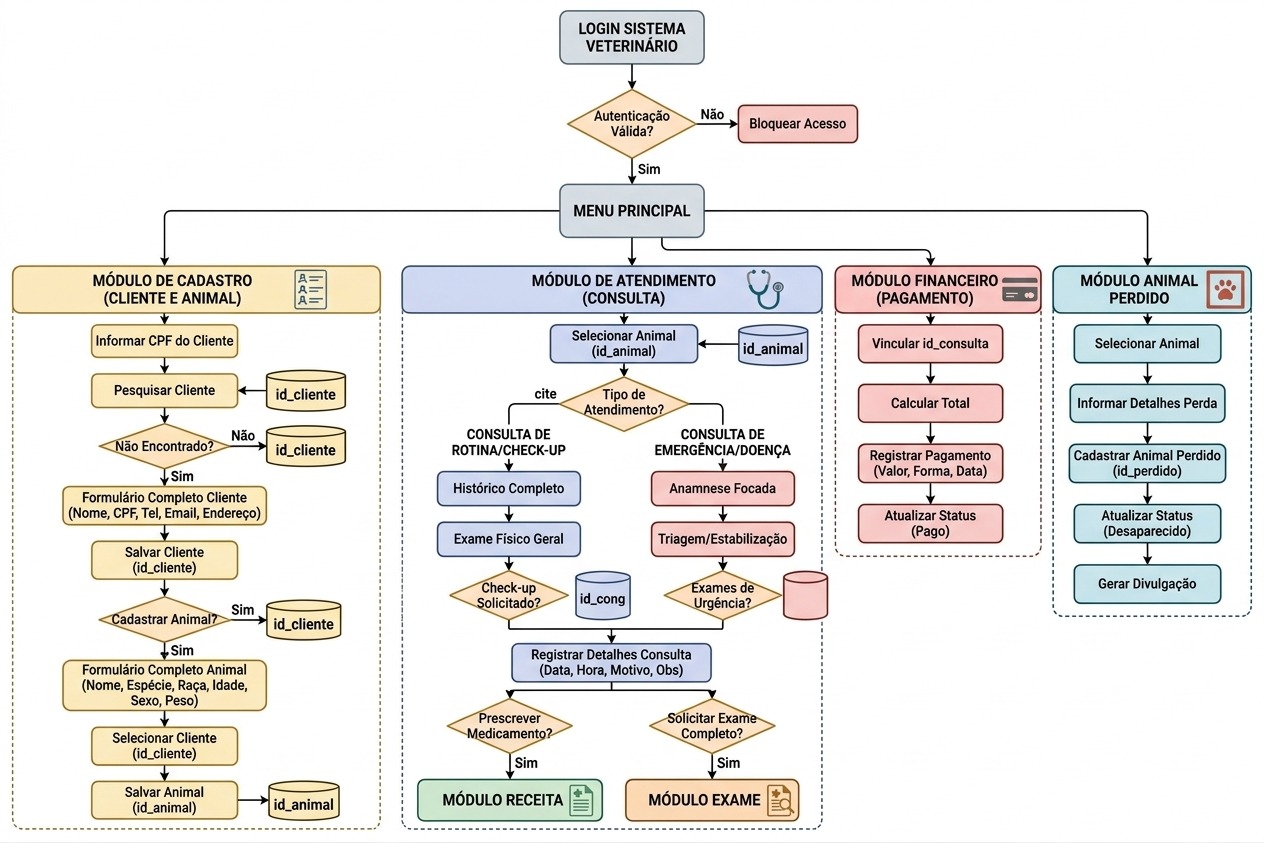 LOGIN SISTEMA
VETERINÁRIO
Autenticação
Válida?
Não
Bloquear Acesso
Sim
MENU PRINCIPAL
MÓDULO DE CADASTRO
(CLIENTE E ANIMAL)
Informar CPF do Cliente
Pesquisar Cliente
id_cliente
Não Encontrado?
Não
id_cliente
Sim
Formulário Completo Cliente
(Nome, CPF, Tel, Email, Endereço)
Salvar Cliente
(id_cliente)
Cadastrar Animal?
Sim
id_cliente
Sim
Formulário Completo Animal
(Nome, Espécie, Raça, Idade,
Sexo, Peso)
Selecionar Cliente
(id_cliente)
Salvar Animal
(id_animal)
id_animal
MÓDULO DE ATENDIMENTO
(CONSULTA)
Selecionar Animal
(id_animal)
id_animal
Tipo de
Atendimento?
cite
CONSULTA DE
ROTINA/CHECK-UP
CONSULTA DE
EMERGÊNCIA/DOENÇA
Histórico Completo
Anamnese Focada
Exame Físico Geral
Triagem/Estabilização
Check-up
Solicitado?
id_cong
Exames de
Urgência?
Registrar Detalhes Consulta
(Data, Hora, Motivo, Obs)
Prescrever
Medicamento?
Solicitar Exame
Completo?
Sim
Sim
MÓDULO RECEITA
MÓDULO EXAME
MÓDULO FINANCEIRO
(PAGAMENTO)
Vincular id_consulta
Calcular Total
Registrar Pagamento
(Valor, Forma, Data)
Atualizar Status
(Pago)
MÓDULO ANIMAL
PERDIDO
Selecionar Animal
Informar Detalhes Perda
Cadastrar Animal Perdido
(id_perdido)
Atualizar Status
(Desaparecido)
Gerar Divulgação